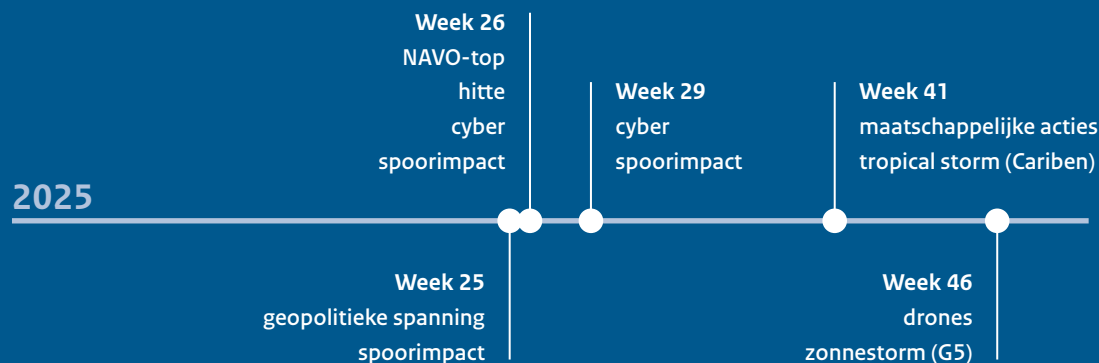 Week 26
NAVO-top
hitte
cyber
spoorimpact
Week 29
cyber
spoorimpact
Week 41
maatschappelijke acties
tropical storm (Cariben)
2025
Week 25
geopolitieke spanning
spoorimpact
Week 46
drones
zonnestorm (G5)